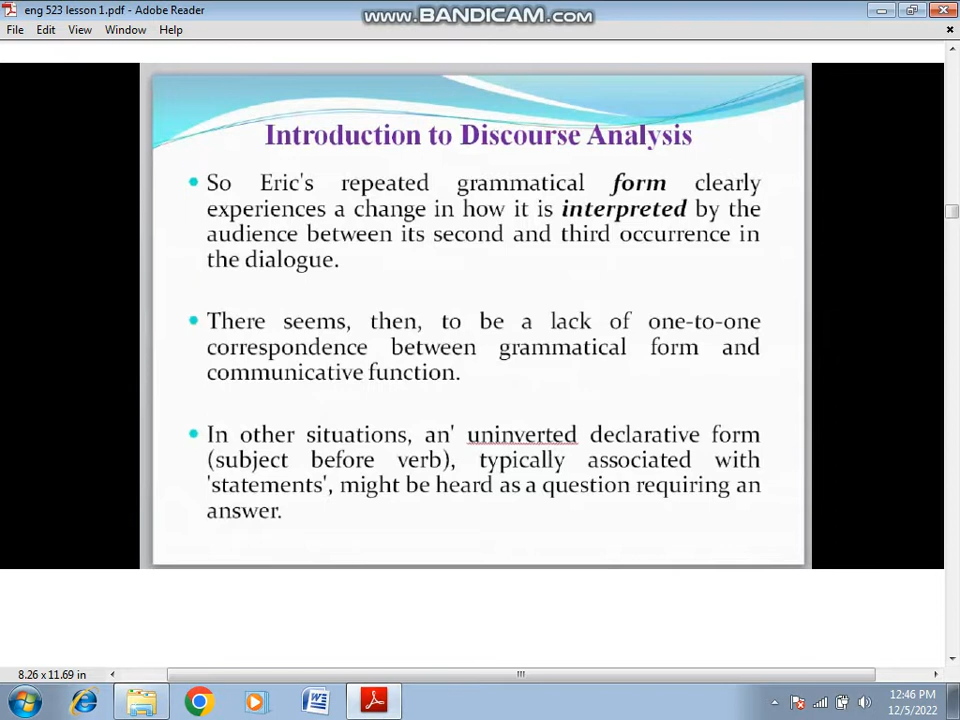 eng 523 lesson 1.pdf - Adobe Reader
www.BANDICAM.com
File Edit View Window Help
Introduction to Discourse Analysis
So Eric's repeated grammatical form clearly
experiences a change in how it is interpreted by the
audience between its second and third occurrence in
the dialogue.
There seems, then, to be a lack of one-to-one
correspondence between grammatical form and
communicative function.
In other situations, an' uninverted declarative form
(subject before verb), typically associated with
'statements', might be heard as a question requiring an
answer.
8.26 x 11.69 in
12:46 PM
12/5/2022